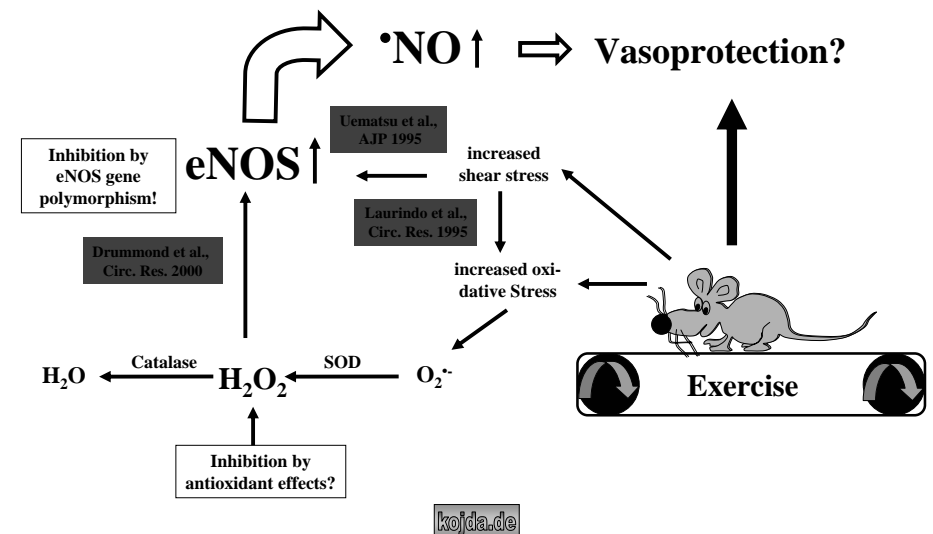 •NO
Vasoprotection?
Uematsu et al.,
AJP 1995
Inhibition by
eNOS gene
polymorphism!
eNOS
increased
shear stress
Laurindo et al.,
Circ. Res. 1995
Drummond et al.,
Circ. Res. 2000
increased oxi-
dative Stress
H₂O
Catalase
H₂O₂
SOD
O₂•-
Exercise
Inhibition by
antioxidant effects?
kojda.de